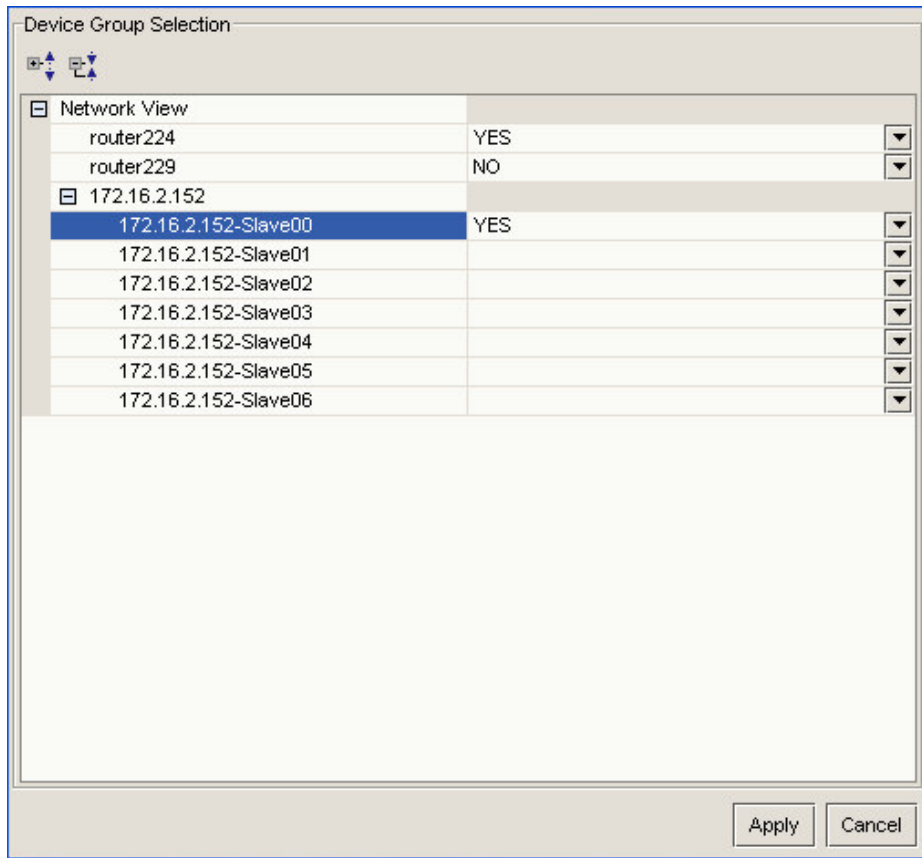 Device Group Selection
Network View
router224 YES
router229 NO
172.16.2.152
172.16.2.152-Slave00 YES
172.16.2.152-Slave01
172.16.2.152-Slave02
172.16.2.152-Slave03
172.16.2.152-Slave04
172.16.2.152-Slave05
172.16.2.152-Slave06
Apply Cancel